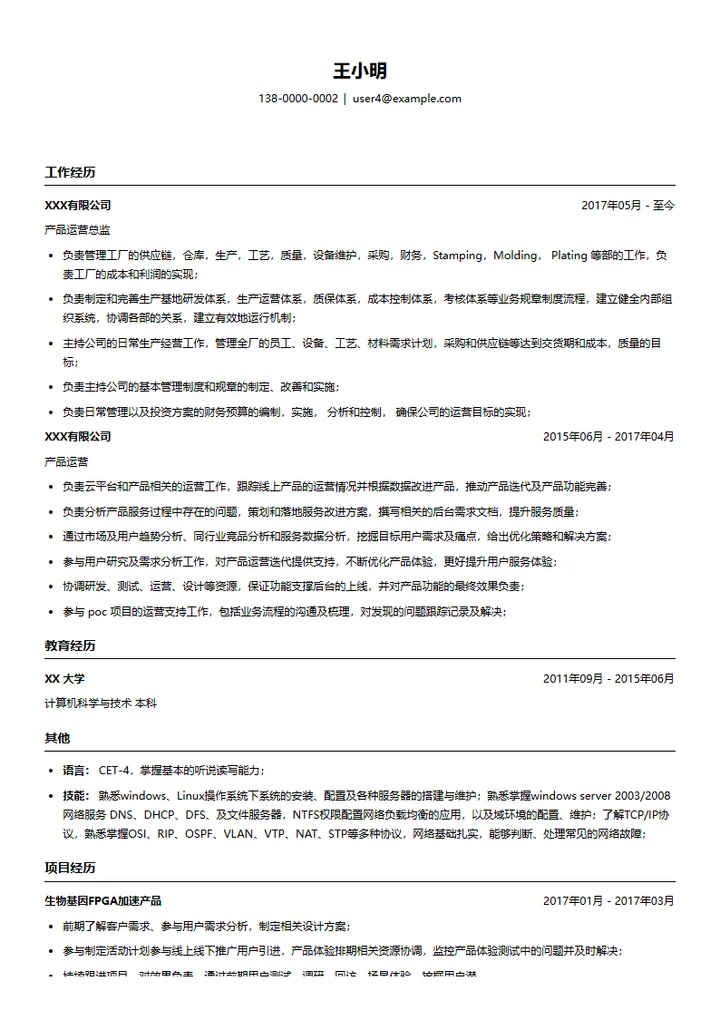 王小明
138-0000-0002 | user4@example.com
工作经历
XXX有限公司 2017年05月 - 至今
产品运营总监
• 负责管理工厂的供应链，仓库，生产，工艺，质量，设备维护，采购，财务，Stamping，Molding， Plating 等部的工作，负
责工厂的成本和利润的实现；
• 负责制定和完善生产基地研发体系，生产运营体系，质保体系，成本控制体系，考核体系等业务规章制度流程，建立健全内部组
织系统，协调各部的关系，建立有效地运行机制；
• 主持公司的日常生产经营工作，管理全厂的员工、设备、工艺、材料需求计划，采购和供应链等达到交货期和成本，质量的目
标；
• 负责主持公司的基本管理制度和规章的制定、改善和实施；
• 负责日常管理以及投资方案的财务预算的编制，实施， 分析和控制， 确保公司的运营目标的实现；
XXX有限公司 2015年06月 - 2017年04月
产品运营
• 负责云平台和产品相关的运营工作，跟踪线上产品的运营情况并根据数据改进产品，推动产品迭代及产品功能完善；
• 负责分析产品服务过程中存在的问题，策划和落地服务改进方案，撰写相关的后台需求文档，提升服务质量；
• 通过市场及用户趋势分析、同行业竞品分析和服务数据分析，挖掘目标用户需求及痛点，给出优化策略和解决方案；
• 参与用户研究及需求分析工作，对产品运营迭代提供支持，不断优化产品体验，更好提升用户服务体验；
• 协调研发、测试、运营、设计等资源，保证功能支撑后台的上线，并对产品功能的最终效果负责；
• 参与 poc 项目的运营支持工作，包括业务流程的沟通及梳理，对发现的问题跟踪记录及解决；
教育经历
XX 大学 2011年09月 - 2015年06月
计算机科学与技术 本科
其他
• 语言： CET-4，掌握基本的听说读写能力；
• 技能： 熟悉windows、Linux操作系统下系统的安装、配置及各种服务器的搭建与维护；熟悉掌握windows server 2003/2008
网络服务 DNS、DHCP、DFS、及文件服务器，NTFS权限配置网络负载均衡的应用，以及域环境的配置、维护；了解TCP/IP协
议，熟悉掌握OSI、RIP、OSPF、VLAN、VTP、NAT、STP等多种协议，网络基础扎实，能够判断、处理常见的网络故障；
项目经历
生物基因FPGA加速产品 2017年01月 - 2017年03月
• 前期了解客户需求、参与用户需求分析，制定相关设计方案；
• 参与制定活动计划参与线上线下推广用户引进，产品体验排期相关资源协调，监控产品体验测试中的问题并及时解决；
• 持续跟进项目，对效果负责，通过前期用户测试、调研、回访、场景体验，挖掘用户潜